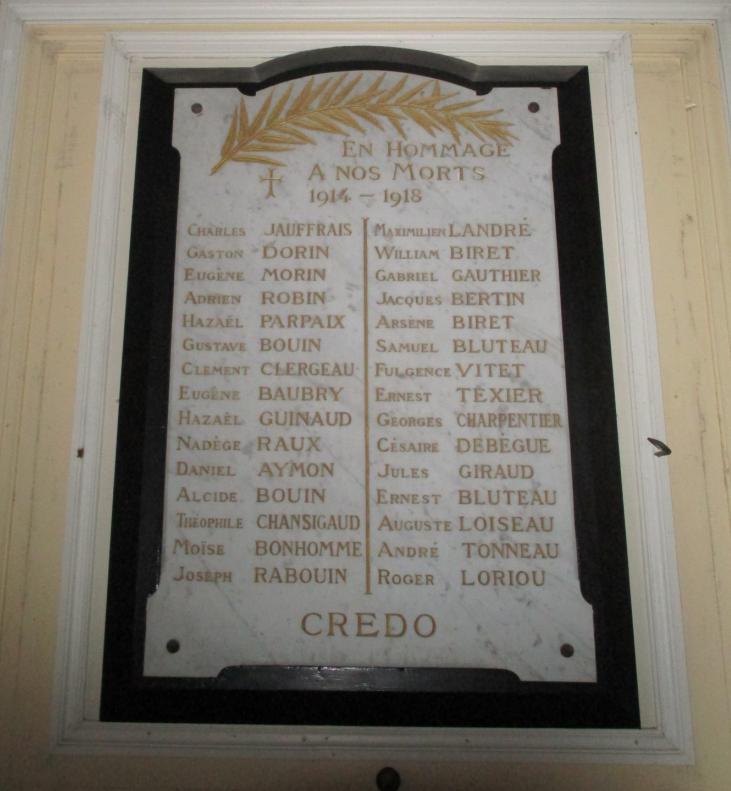 EN HOMMAGE
A NOS MORTS
1914 - 1918
CHARLES JAUFFRAIS
GASTON DORIN
EUGÈNE MORIN
ADRIEN ROBIN
HAZAËL PARPAIX
GUSTAVE BOUIN
CLÉMENT CLERGEAU
EUGÈNE BAUBRY
HAZAËL GUINAUD
NADÈGE RAUX
DANIEL AYMON
ALCIDE BOUIN
THÉOPHILE CHANSIGAUD
MOÏSE BONHOMME
JOSEPH RABOUIN
MAXIMILIEN LANDRÉ
WILLIAM BIRET
GABRIEL GAUTHIER
JACQUES BERTIN
ARSÈNE BIRET
SAMUEL BLUTEAU
FULGENCE VITET
ERNEST TEXIER
GEORGES CHARPENTIER
CÉSAIRE DEBÈGUE
JULES GIRAUD
ERNEST BLUTEAU
AUGUSTE LOISEAU
ANDRÉ TONNEAU
ROGER LORIOU
CREDO